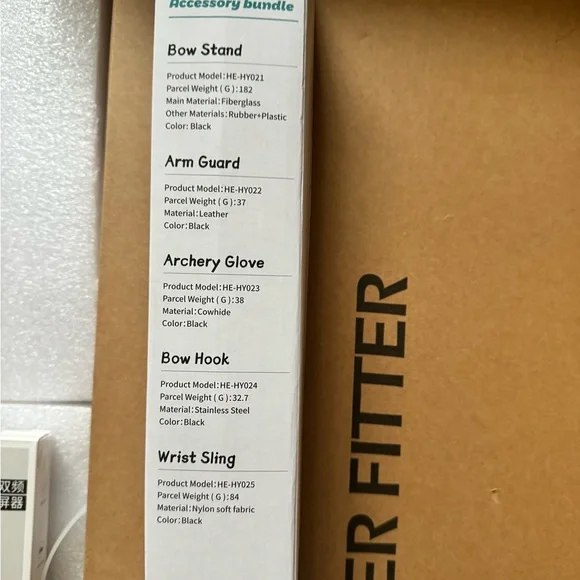 Accessory bundle
Bow Stand
Product Model:HE-HY021
Parcel Weight ( G ):182
Main Material:Fiberglass
Other Materials:Rubber+Plastic
Color: Black
Arm Guard
Product Model:HE-HY022
Parcel Weight ( G ):37
Material:Leather
Color:Black
Archery Glove
Product Model:HE-HY023
Parcel Weight ( G ):38
Material:Cowhide
Color:Black
Bow Hook
Product Model:HE-HY024
Parcel Weight ( G ):32.7
Material:Stainless Steel
Color:Black
Wrist Sling
Product Model:HE-HY025
Parcel Weight ( G ):84
Material:Nylon soft fabric
Color:Black
ER FITTER
双频
屏器